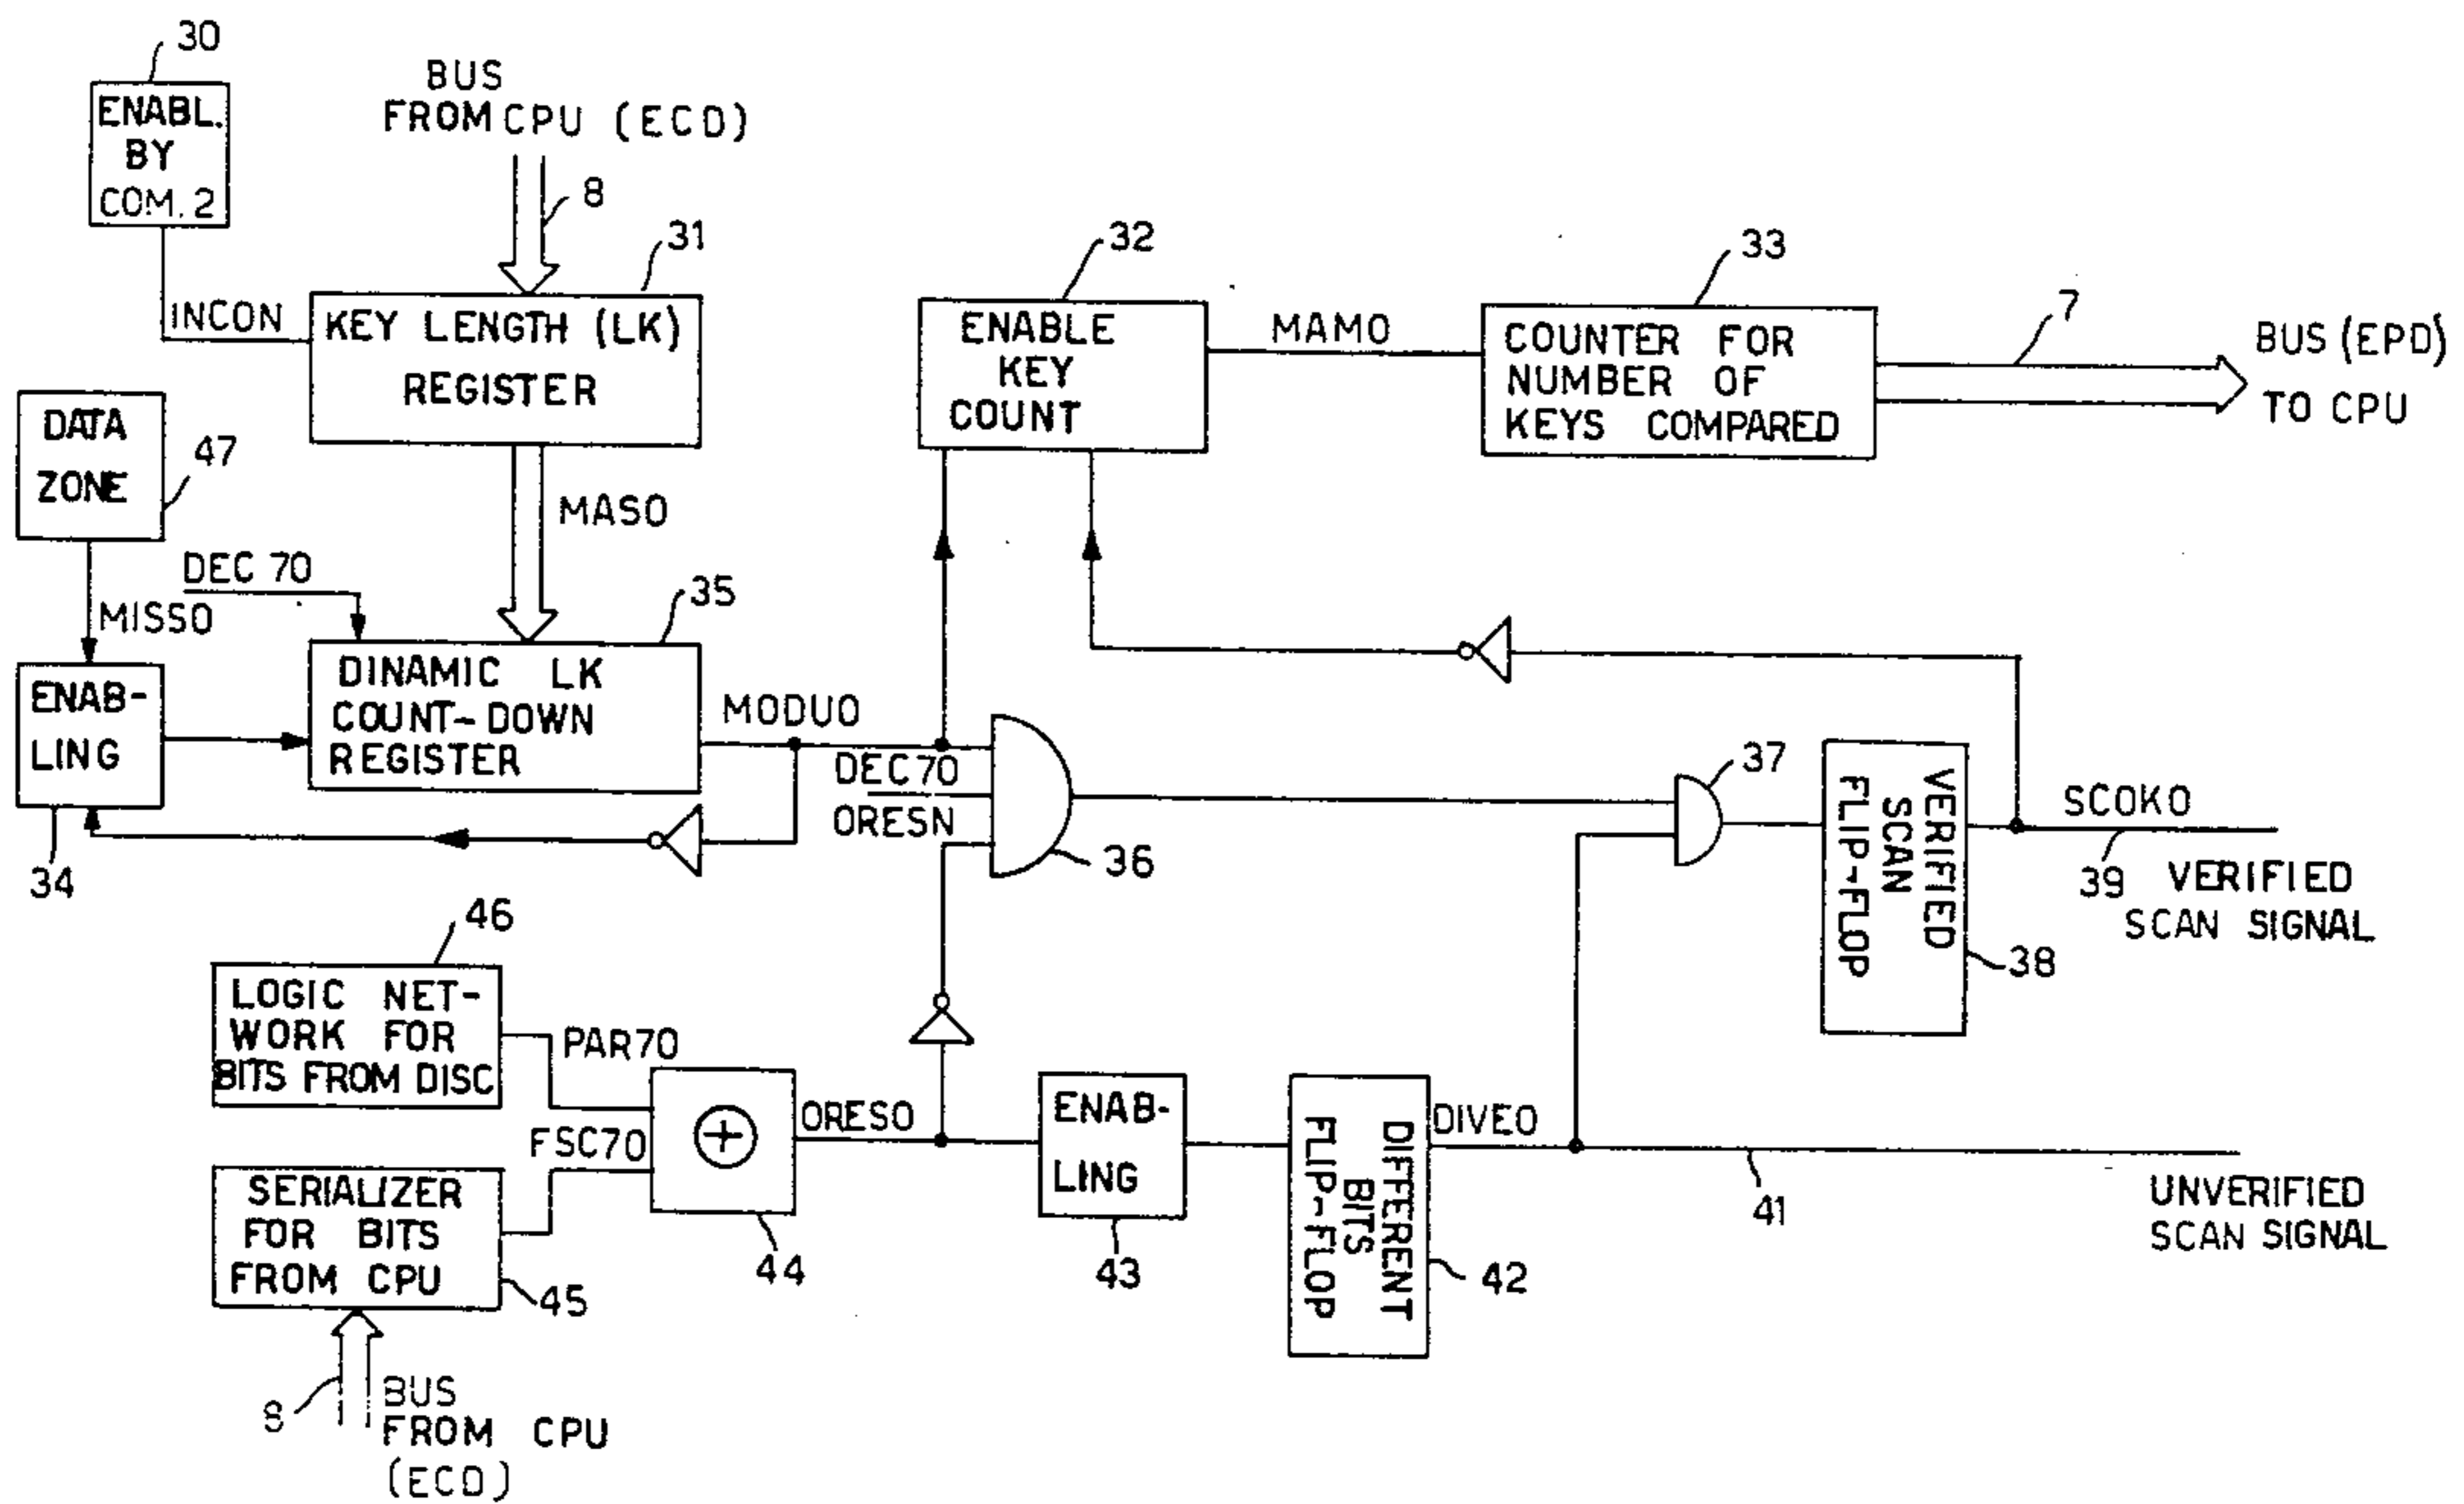 30
ENABL.
BY
COM. 2
BUS
FROM CPU (ECD)
8
31
INCON
KEY LENGTH (LK)
REGISTER
32
ENABLE
KEY
COUNT
MAMO
33
COUNTER FOR
NUMBER OF
KEYS COMPARED
7
BUS (EPD)
TO CPU
DATA
ZONE
47
MASO
DEC 70
MISSO
35
ENAB-
LING
34
DINAMIC LK
COUNT-DOWN
REGISTER
MODUO
DEC70
ORESN
36
37
VERIFIED
SCAN
FLIP-FLOP
38
SCOKO
39 VERIFIED
SCAN SIGNAL
46
LOGIC NET-
WORK FOR
BITS FROM DISC
PAR70
FSC70
ORESO
44
SERIALIZER
FOR BITS
FROM CPU
45
8
BUS
FROM CPU
(ECD)
ENAB-
LING
43
DIFFERENT
BITS
FLIP-FLOP
42
DIVEO
41
UNVERIFIED
SCAN SIGNAL